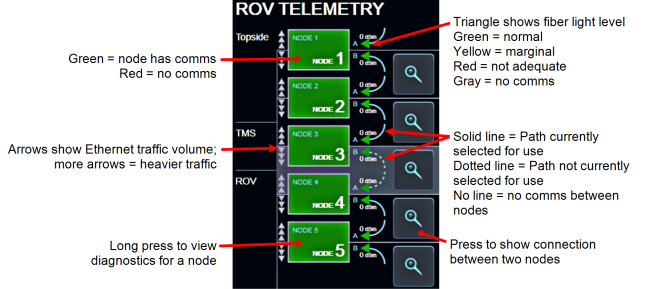 ROV TELEMETRY
Topside
NODE 1
NODE 1
0 dBm
A
B
0 dBm
NODE 2
NODE 2
0 dBm
A
B
0 dBm
TMS
NODE 3
NODE 3
0 dBm
A
B
0 dBm
ROV
NODE 4
NODE 4
0 dBm
A
B
0 dBm
NODE 5
NODE 5
0 dBm
A
B
0 dBm
Green = node has comms
Red = no comms
Arrows show Ethernet traffic volume;
more arrows = heavier traffic
Long press to view
diagnostics for a node
Triangle shows fiber light level
Green = normal
Yellow = marginal
Red = not adequate
Gray = no comms
Solid line = Path currently
selected for use
Dotted line = Path not currently
selected for use
No line = no comms between
nodes
Press to show connection
between two nodes